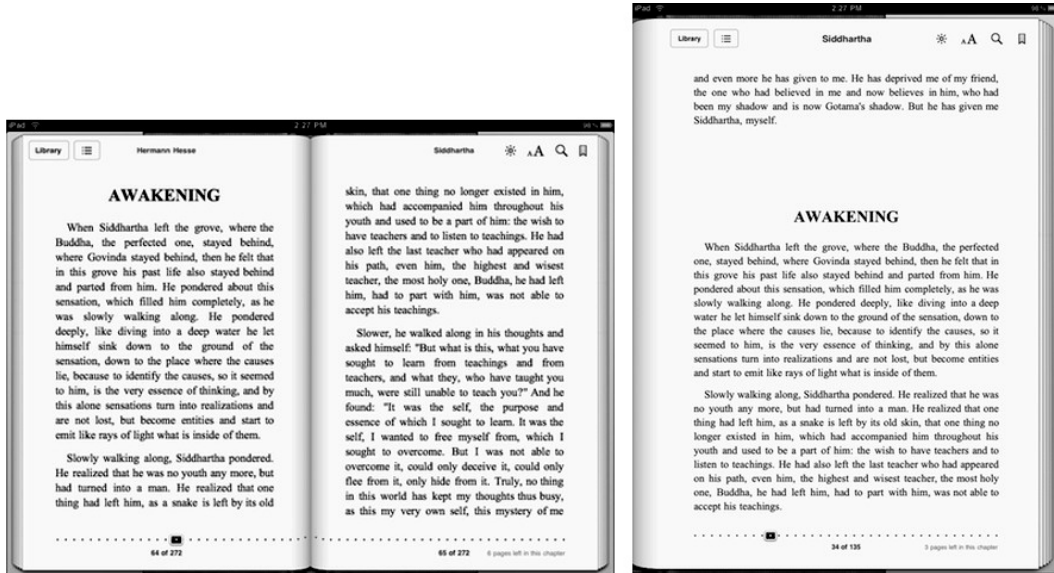 iPad
2:27 PM
96%
Library
Hermann Hesse
AWAKENING
When Siddhartha left the grove, where the
Buddha, the perfected one, stayed behind,
where Govinda stayed behind, then he felt that
in this grove his past life also stayed behind
and parted from him. He pondered about this
sensation, which filled him completely, as he
was slowly walking along. He pondered
deeply, like diving into a deep water he let
himself sink down to the ground of the
sensation, down to the place where the causes
lie, because to identify the causes, so it seemed
to him, is the very essence of thinking, and by
this alone sensations turn into realizations and
are not lost, but become entities and start to
emit like rays of light what is inside of them.
Slowly walking along, Siddhartha pondered.
He realized that he was no youth any more, but
had turned into a man. He realized that one
thing had left him, as a snake is left by its old
64 of 272
Siddhartha
AA
skin, that one thing no longer existed in him,
which had accompanied him throughout his
youth and used to be a part of him: the wish to
have teachers and to listen to teachings. He had
also left the last teacher who had appeared on
his path, even him, the highest and wisest
teacher, the most holy one, Buddha, he had left
him, had to part with him, was not able to
accept his teachings.
Slower, he walked along in his thoughts and
asked himself: "But what is this, what you have
sought to learn from teachings and from
teachers, and what they, who have taught you
much, were still unable to teach you?" And he
found: "It was the self, the purpose and
essence of which I sought to learn. It was the
self, I wanted to free myself from, which I
sought to overcome. But I was not able to
overcome it, could only deceive it, could only
flee from it, only hide from it. Truly, no thing
in this world has kept my thoughts thus busy,
as this my very own self, this mystery of me
65 of 272
6 pages left in this chapter
iPad
2:27 PM
96%
Library
Siddhartha
AA
and even more he has given to me. He has deprived me of my friend,
the one who had believed in me and now believes in him, who had
been my shadow and is now Gotama's shadow. But he has given me
Siddhartha, myself.
AWAKENING
When Siddhartha left the grove, where the Buddha, the perfected
one, stayed behind, where Govinda stayed behind, then he felt that in
this grove his past life also stayed behind and parted from him. He
pondered about this sensation, which filled him completely, as he was
slowly walking along. He pondered deeply, like diving into a deep
water he let himself sink down to the ground of the sensation, down to
the place where the causes lie, because to identify the causes, so it
seemed to him, is the very essence of thinking, and by this alone
sensations turn into realizations and are not lost, but become entities
and start to emit like rays of light what is inside of them.
Slowly walking along, Siddhartha pondered. He realized that he was
no youth any more, but had turned into a man. He realized that one
thing had left him, as a snake is left by its old skin, that one thing no
longer existed in him, which had accompanied him throughout his
youth and used to be a part of him: the wish to have teachers and to
listen to teachings. He had also left the last teacher who had appeared
on his path, even him, the highest and wisest teacher, the most holy
one, Buddha, he had left him, had to part with him, was not able to
accept his teachings.
34 of 135
3 pages left in this chapter